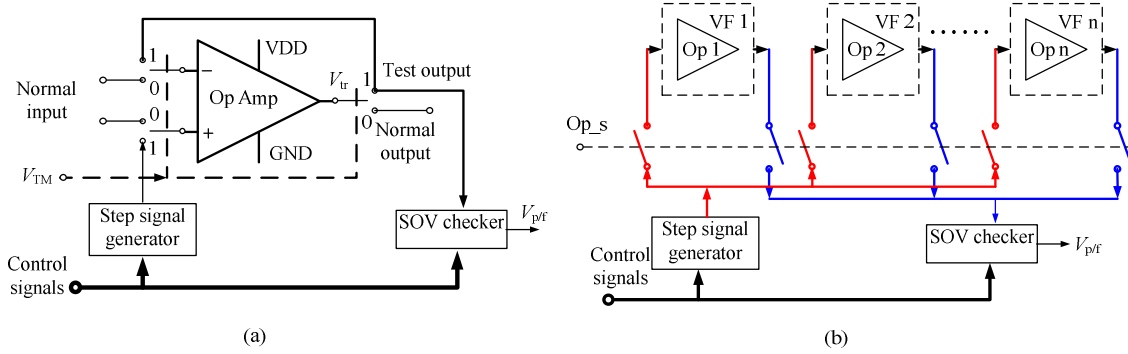 VDD
1
−
0
Normal
input
Op Amp
V_tr
1
Test output
0
0
Normal
output
+
1
GND
V_TM
Step signal
generator
SOV checker
V_p/f
Control
signals
(a)
VF 1
Op 1
VF 2
Op 2
......
VF n
Op n
Op_s
Step signal
generator
SOV checker
V_p/f
Control
signals
(b)